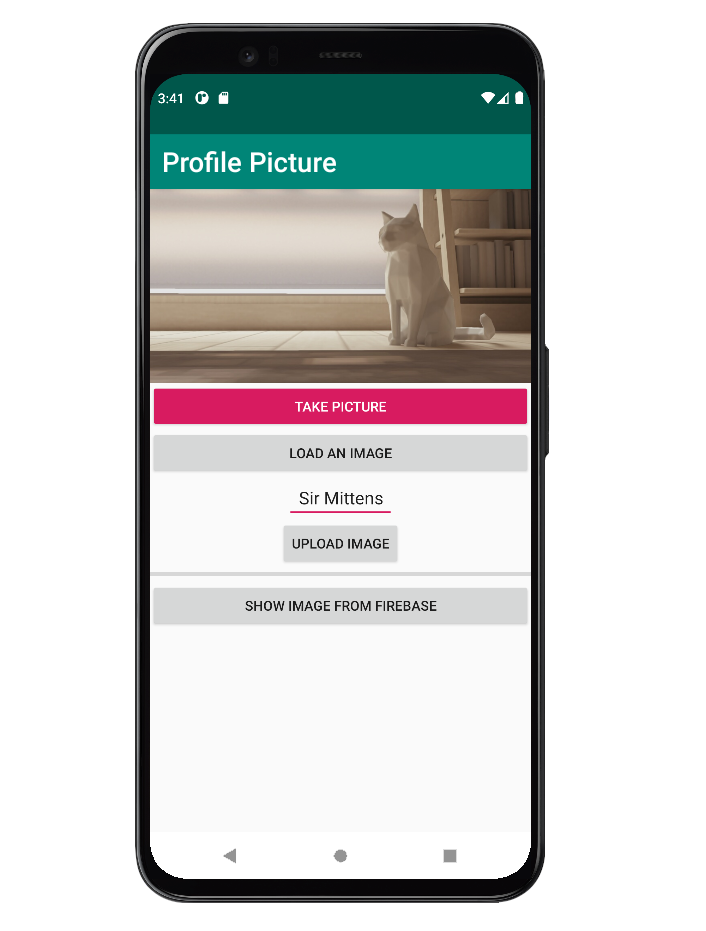 3:41
Profile Picture
TAKE PICTURE
LOAD AN IMAGE
Sir Mittens
UPLOAD IMAGE
SHOW IMAGE FROM FIREBASE